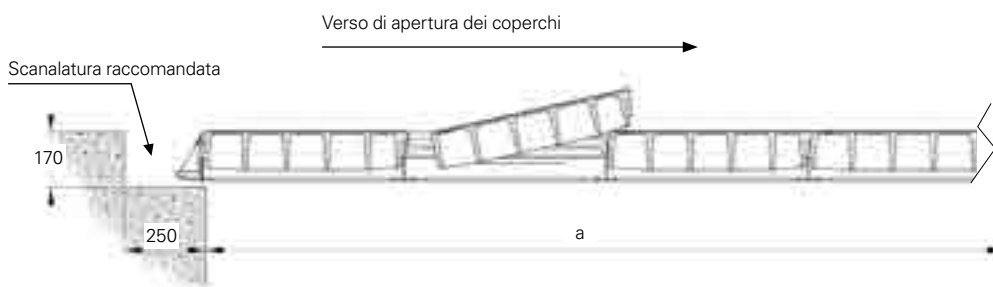 Verso di apertura dei coperchi
Scanalatura raccomandata
170
250
a